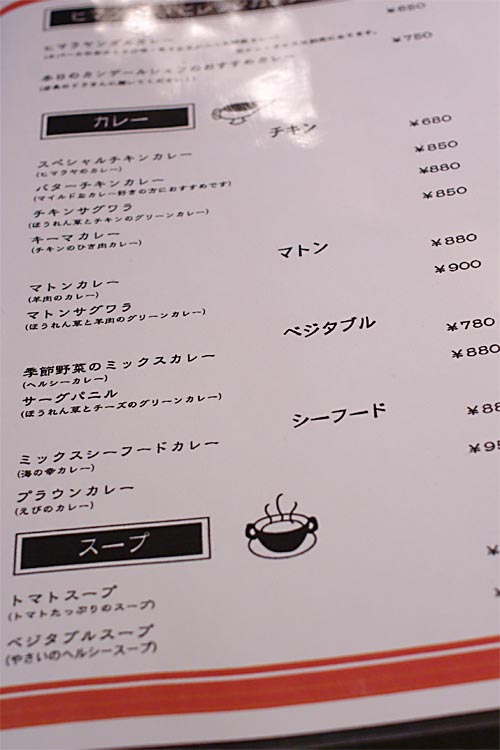 ¥650
ヒマラヤングスカレー
¥750
本日のカンデールシェフのおすすめカレー
カレー
チキン
スペシャルチキンカレー ¥680
(ヒマラヤのカレー)
バターチキンカレー ¥850
(マイルドなカレー好きの方におすすめです)
チキンサグワラ ¥880
(ほうれん草とチキンのグリーンカレー)
キーマカレー ¥850
(チキンのひき肉カレー)
マトン
マトンカレー ¥880
(羊肉のカレー)
マトンサグワラ ¥900
(ほうれん草と羊肉のグリーンカレー)
ベジタブル
季節野菜のミックスカレー ¥780
(ヘルシーカレー)
サーグパニル ¥880
(ほうれん草とチーズのグリーンカレー)
シーフード
ミックスシーフードカレー
(海の幸カレー)
プラウンカレー
(えびのカレー)
スープ
トマトスープ
(トマトたっぷりのスープ)
ベジタブルスープ
(やさいのヘルシースープ)